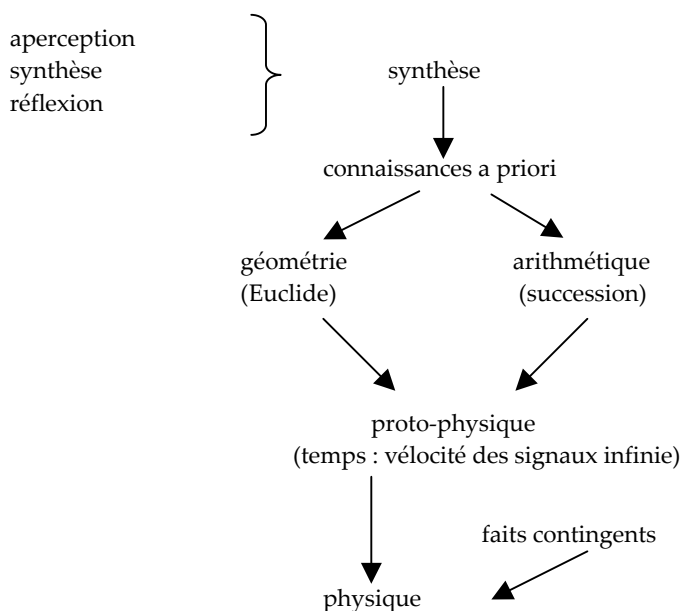 aperception
synthèse
réflexion
synthèse
connaissances a priori
géométrie
(Euclide)
arithmétique
(succession)
proto-physique
(temps : vélocité des signaux infinie)
faits contingents
physique